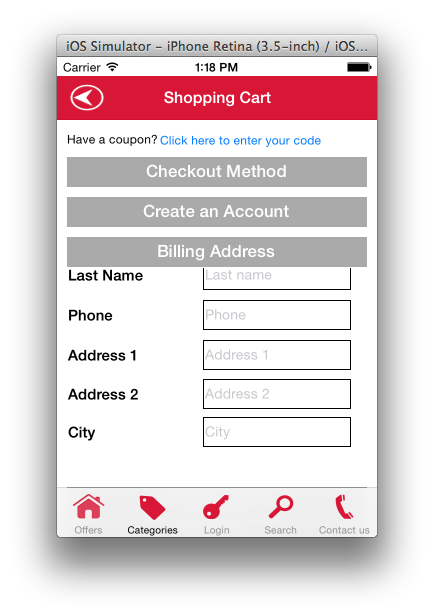 iOS Simulator – iPhone Retina (3.5-inch) / iOS...
Carrier 1:18 PM
Shopping Cart
Have a coupon? Click here to enter your code
Checkout Method
Create an Account
Billing Address
Last Name Last name
Phone Phone
Address 1 Address 1
Address 2 Address 2
City City
Offers Categories Login Search Contact us